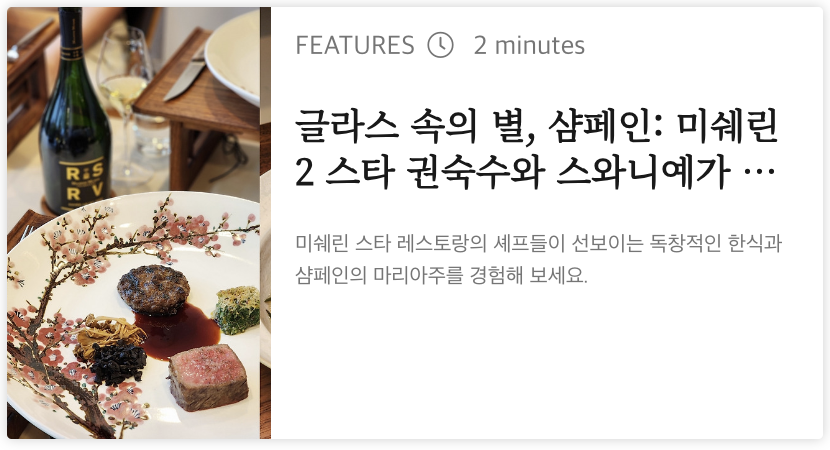 FEATURES 2 minutes
글라스 속의 별, 샴페인: 미쉐린
2 스타 권숙수와 스와니예가 …
미쉐린 스타 레스토랑의 셰프들이 선보이는 독창적인 한식과
샴페인의 마리아주를 경험해 보세요.
R S
R V